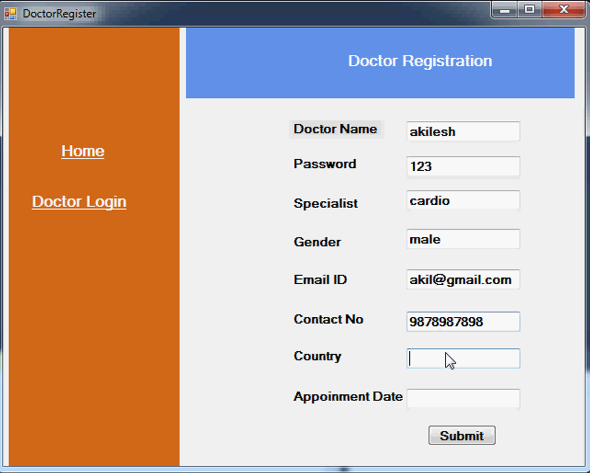 DoctorRegister
Doctor Registration
Home
Doctor Login
Doctor Name akilesh
Password 123
Specialist cardio
Gender male
Email ID akil@gmail.com
Contact No 9878987898
Country
Appoinment Date
Submit